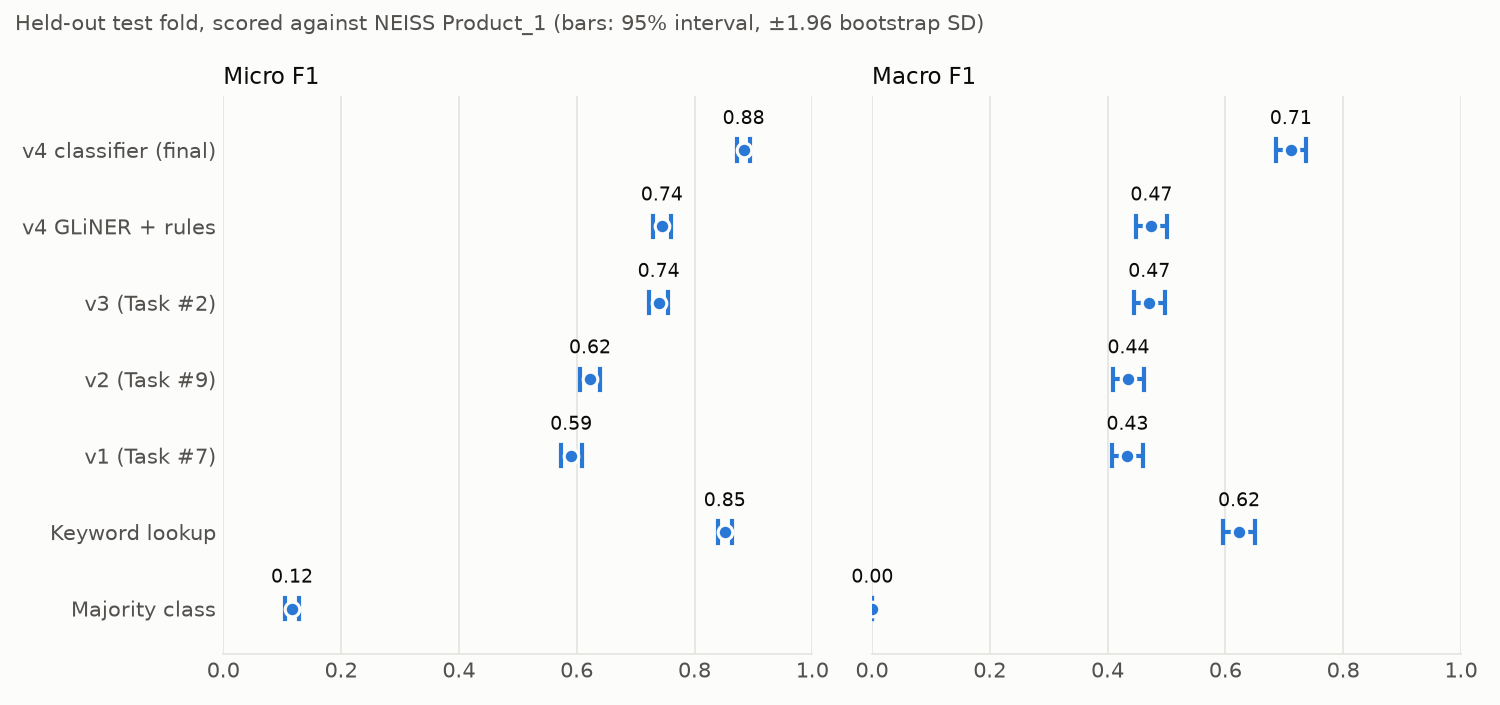 Held-out test fold, scored against NEISS Product_1 (bars: 95% interval, ±1.96 bootstrap SD)
Micro F1
Macro F1
v4 classifier (final)
0.88
0.71
v4 GLiNER + rules
0.74
0.47
v3 (Task #2)
0.74
0.47
v2 (Task #9)
0.62
0.44
v1 (Task #7)
0.59
0.43
Keyword lookup
0.85
0.62
Majority class
0.12
0.00
0.0 0.2 0.4 0.6 0.8 1.0
0.0 0.2 0.4 0.6 0.8 1.0